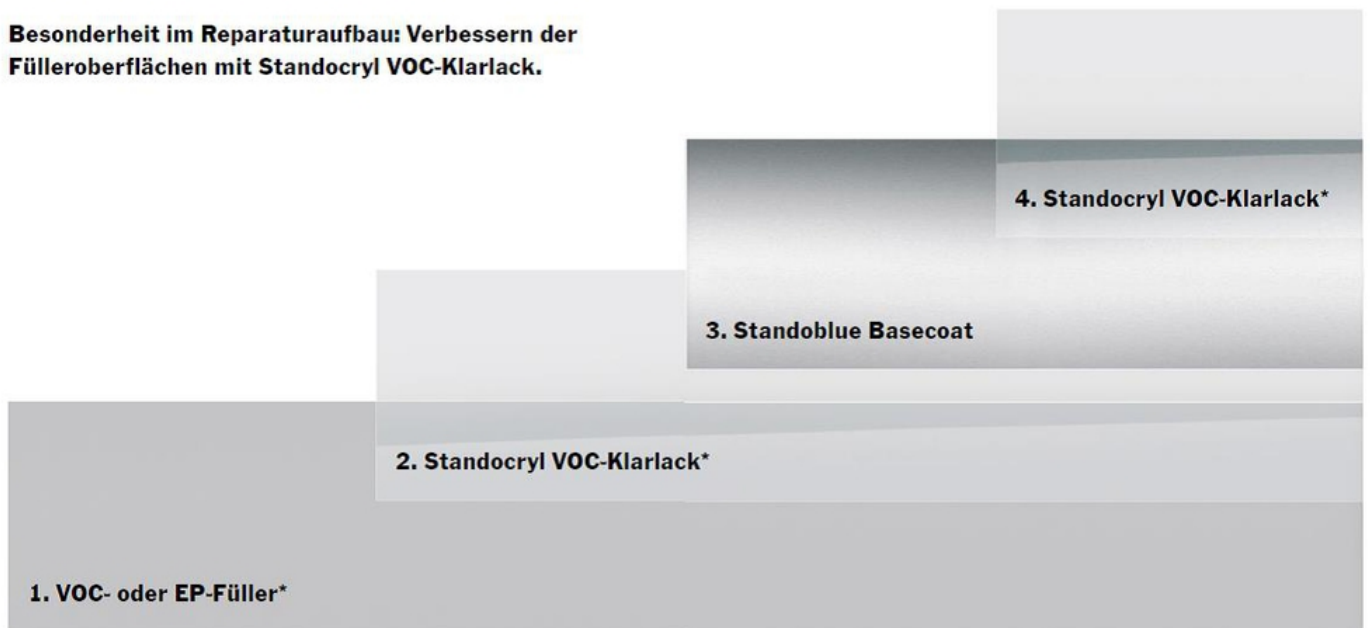 Besonderheit im Reparaturaufbau: Verbessern der
Fülleroberflächen mit Standocryl VOC-Klarlack.
4. Standocryl VOC-Klarlack*
3. Standoblue Basecoat
2. Standocryl VOC-Klarlack*
1. VOC- oder EP-Füller*